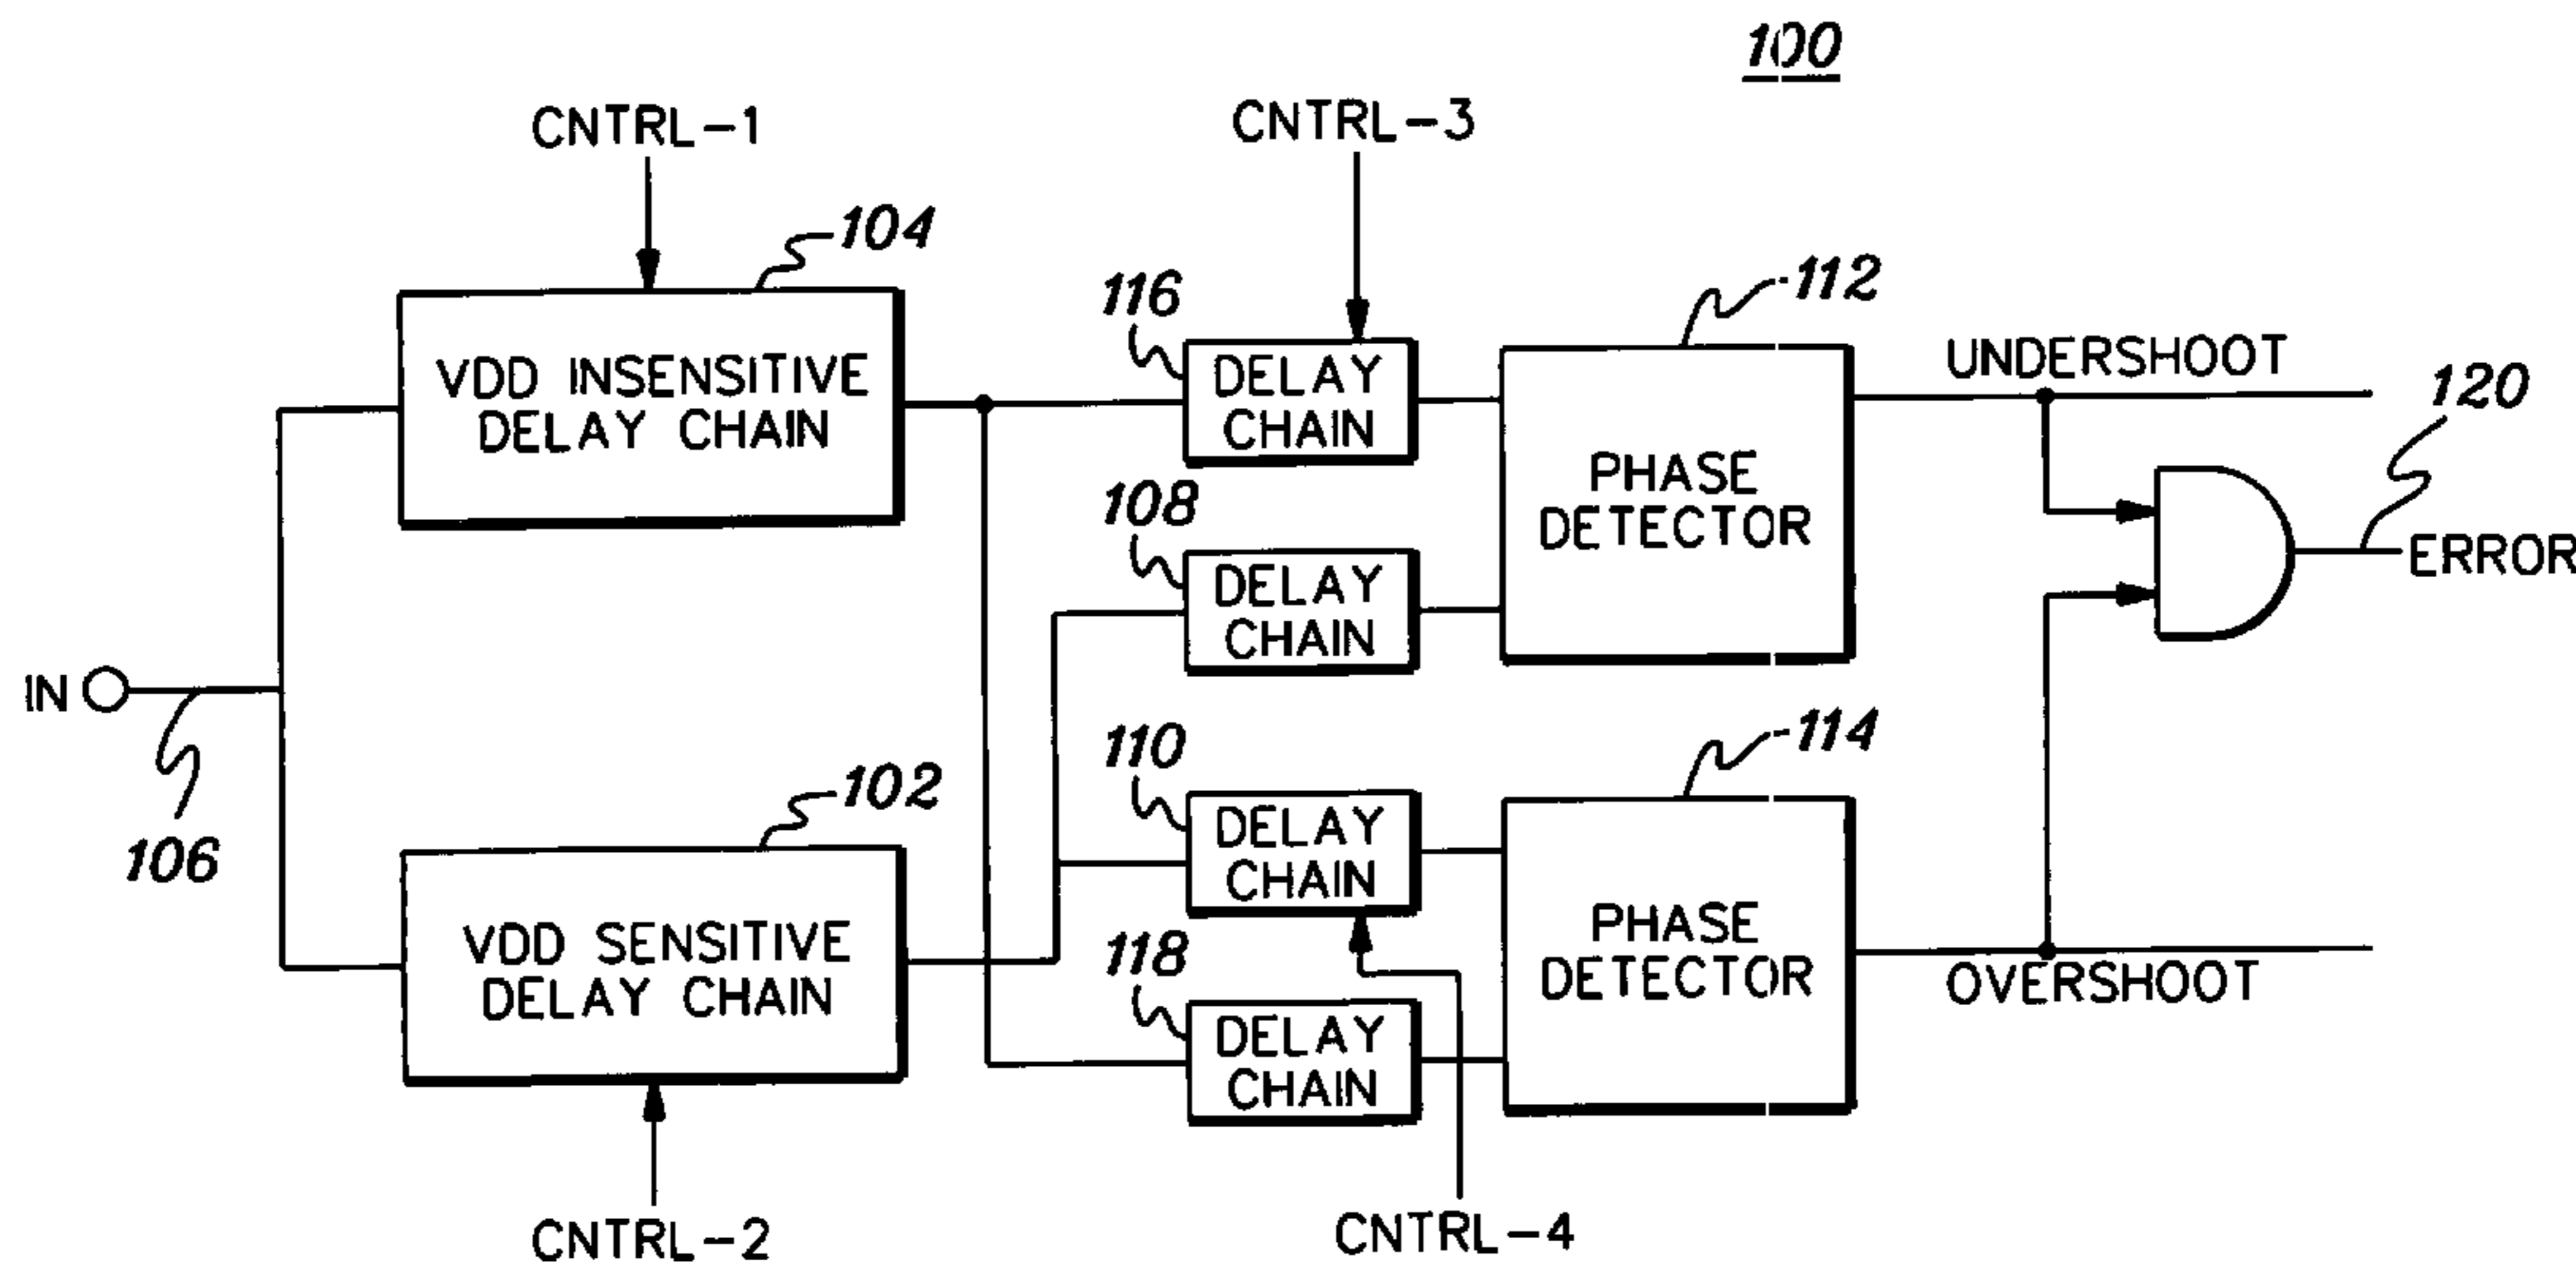 100
CNTRL-1
CNTRL-3
104
116
112
VDD INSENSITIVE
DELAY CHAIN
DELAY
CHAIN
UNDERSHOOT
120
108
PHASE
DETECTOR
DELAY
CHAIN
ERROR
IN
106
110
114
102
DELAY
CHAIN
VDD SENSITIVE
DELAY CHAIN
118
PHASE
DETECTOR
OVERSHOOT
DELAY
CHAIN
CNTRL-2
CNTRL-4